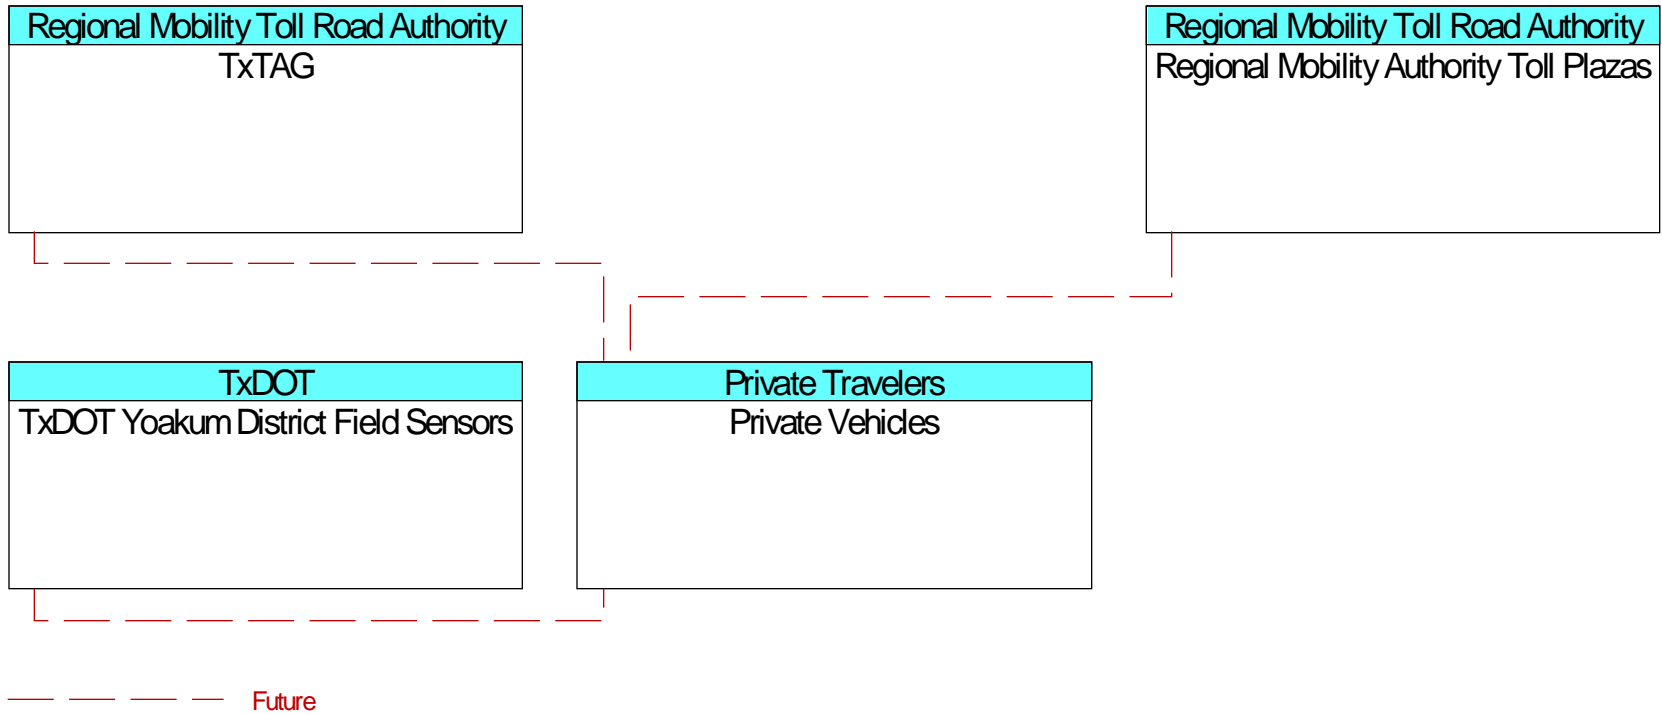 Regional Mobility Toll Road Authority
TxTAG
Regional Mobility Toll Road Authority
Regional Mobility Authority Toll Plazas
TxDOT
TxDOT Yoakum District Field Sensors
Private Travelers
Private Vehicles
Future